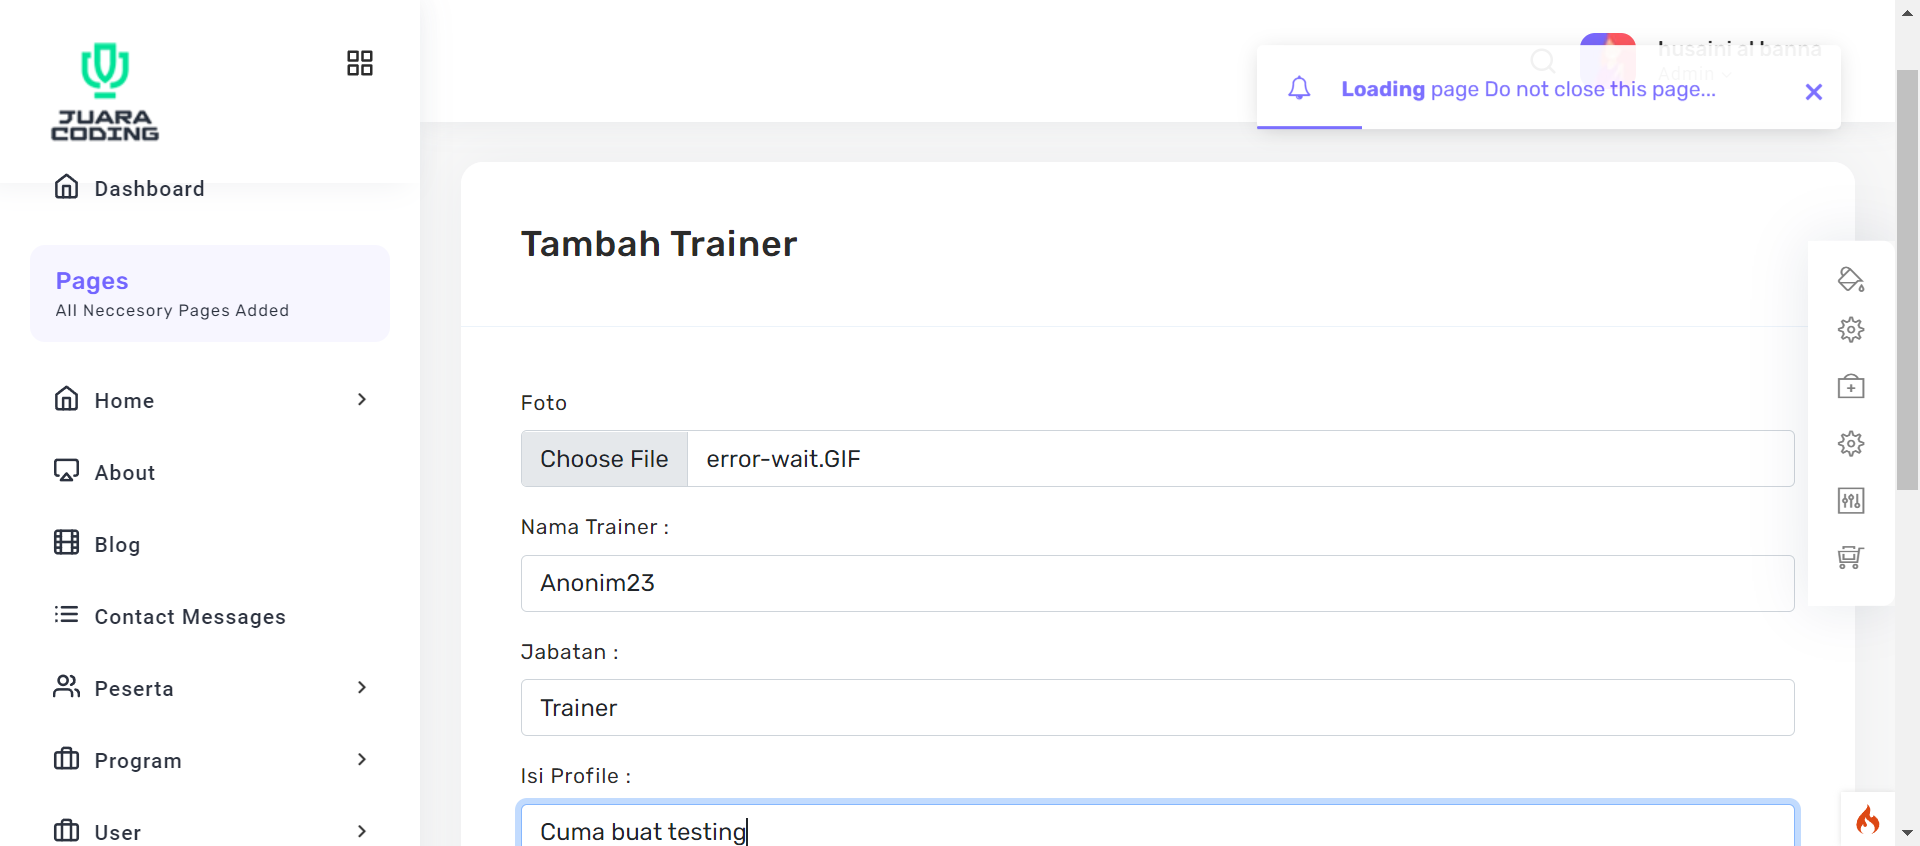 JUARA
CODING
Dashboard
Pages
All Neccesory Pages Added
Home
About
Blog
Contact Messages
Peserta
Program
User
husaini al banna
Admin
Loading page Do not close this page...
Tambah Trainer
Foto
Choose File error-wait.GIF
Nama Trainer :
Anonim23
Jabatan :
Trainer
Isi Profile :
Cuma buat testing